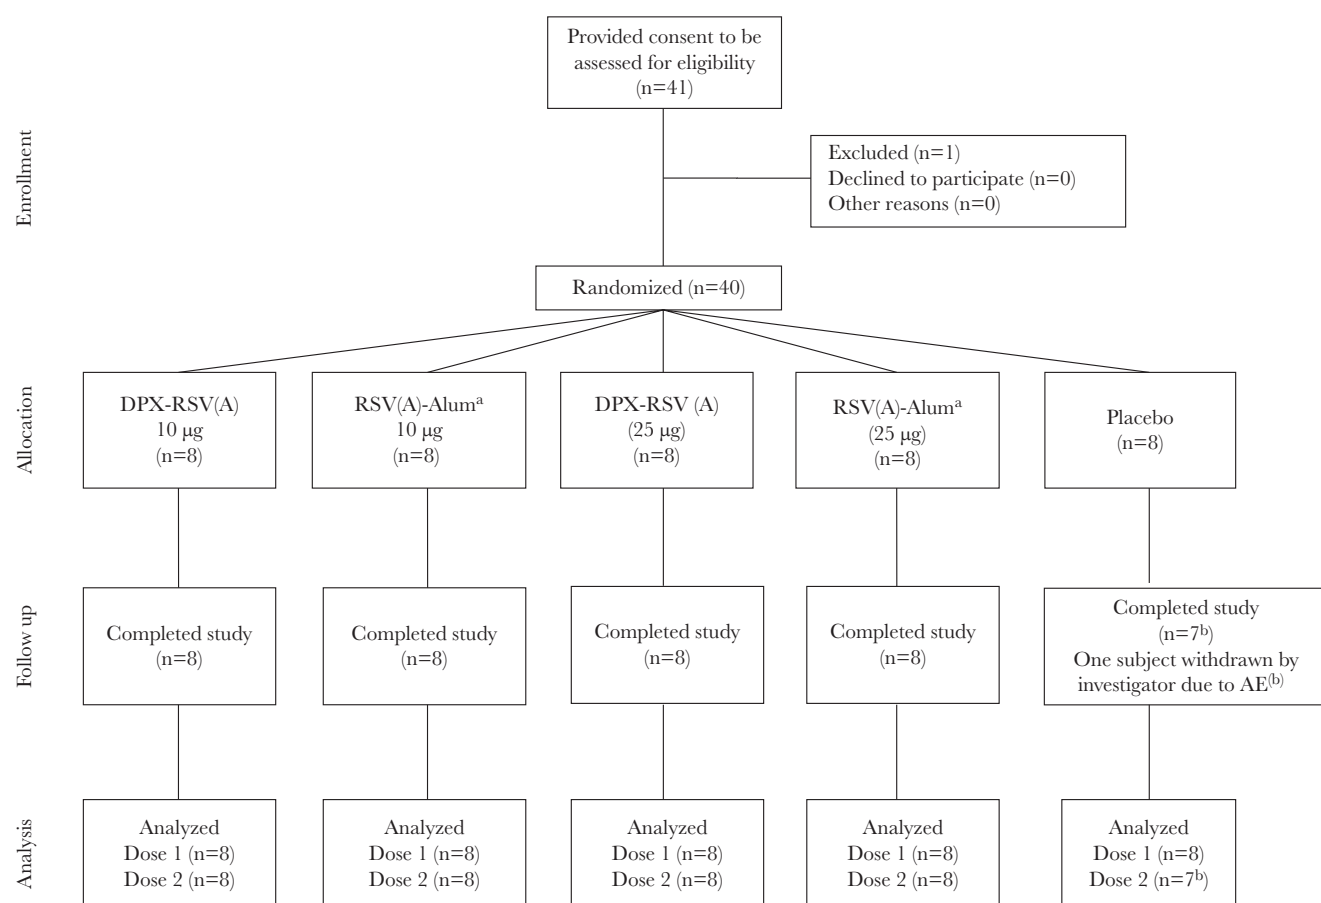 Provided consent to be
assessed for eligibility
(n=41)
Enrollment
Excluded (n=1)
Declined to participate (n=0)
Other reasons (n=0)
Randomized (n=40)
Allocation
DPX-RSV(A)
10 µg
(n=8)
RSV(A)-Alumᵃ
10 µg
(n=8)
DPX-RSV (A)
(25 µg)
(n=8)
RSV(A)-Alumᵃ
(25 µg)
(n=8)
Placebo
(n=8)
Follow up
Completed study
(n=8)
Completed study
(n=8)
Completed study
(n=8)
Completed study
(n=8)
Completed study
(n=7ᵇ)
One subject withdrawn by
investigator due to AE⁽ᵇ⁾
Analysis
Analyzed
Dose 1 (n=8)
Dose 2 (n=8)
Analyzed
Dose 1 (n=8)
Dose 2 (n=8)
Analyzed
Dose 1 (n=8)
Dose 2 (n=8)
Analyzed
Dose 1 (n=8)
Dose 2 (n=8)
Analyzed
Dose 1 (n=8)
Dose 2 (n=7ᵇ)